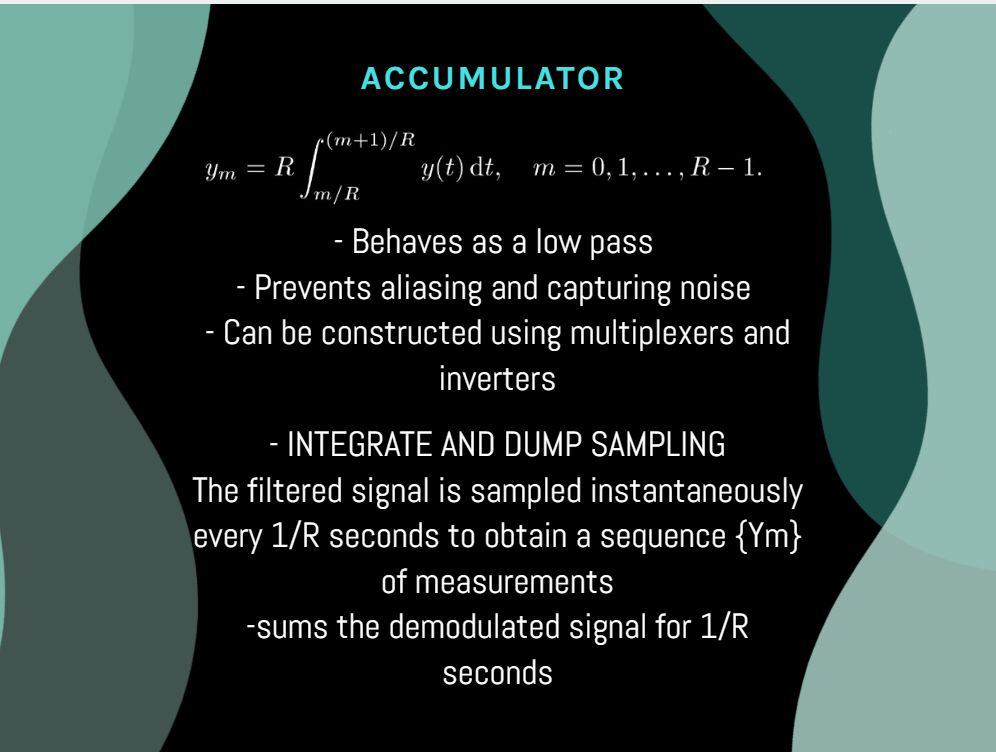 ACCUMULATOR
y_m = R ∫_{m/R}^{(m+1)/R} y(t) dt, m = 0, 1, . . . , R − 1.
- Behaves as a low pass
- Prevents aliasing and capturing noise
- Can be constructed using multiplexers and
inverters
- INTEGRATE AND DUMP SAMPLING
The filtered signal is sampled instantaneously
every 1/R seconds to obtain a sequence {Ym}
of measurements
-sums the demodulated signal for 1/R
seconds